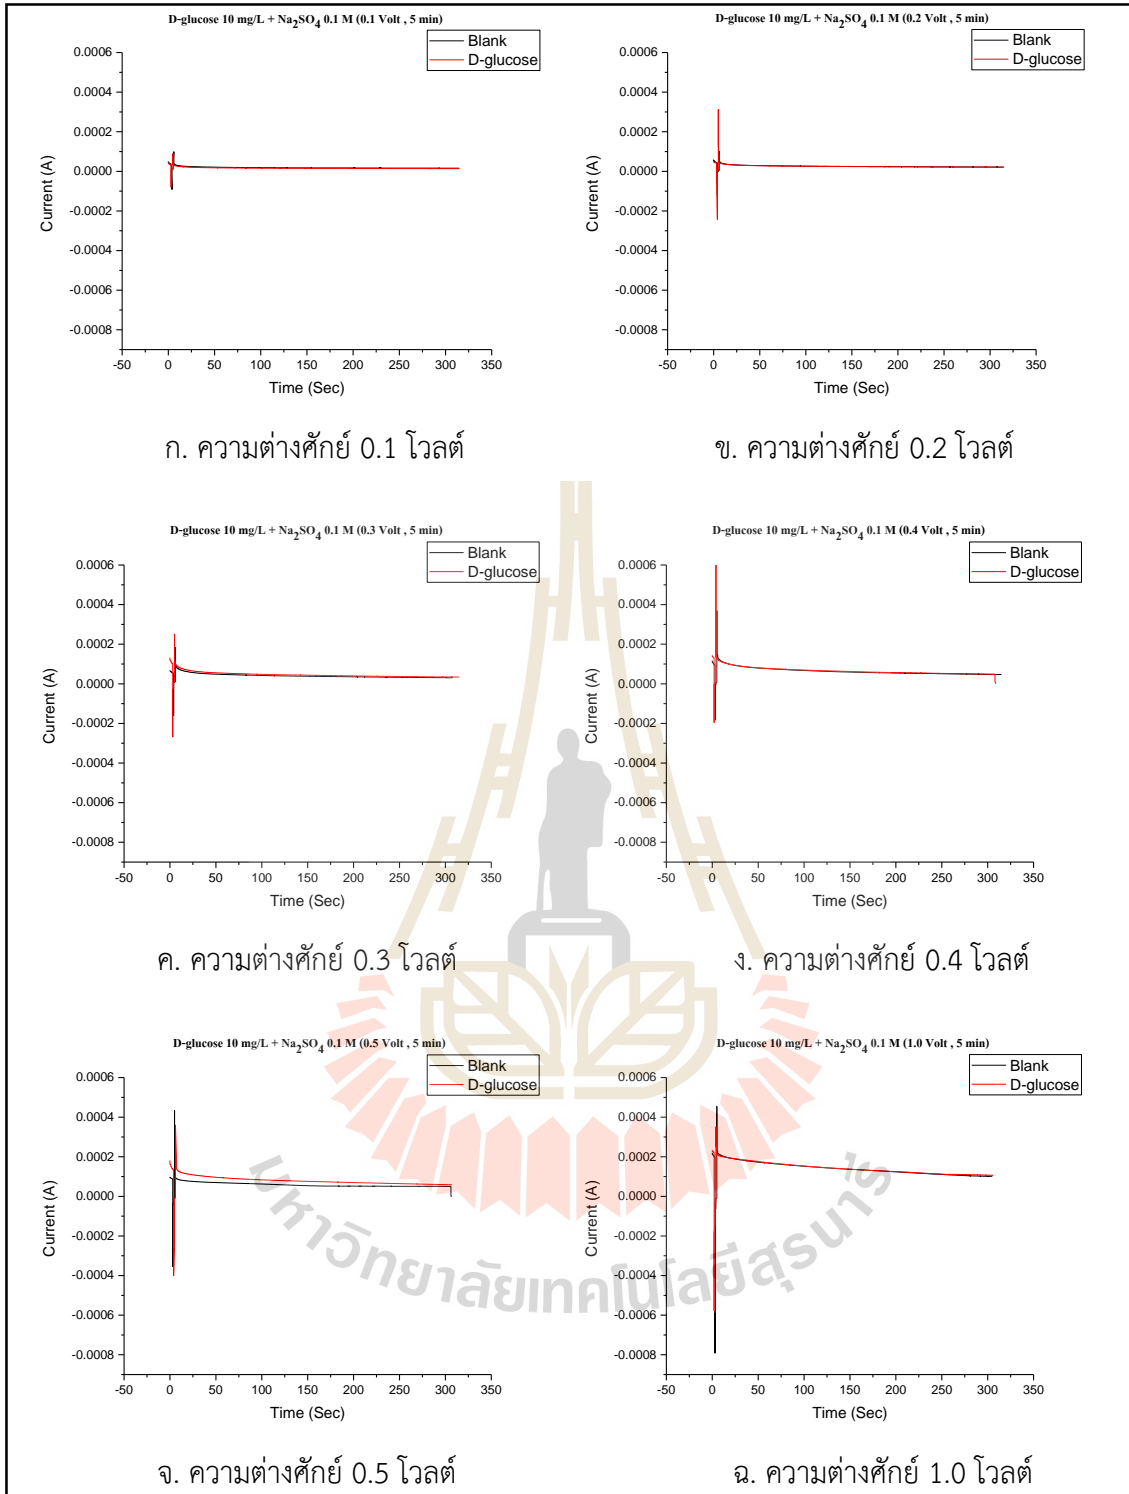 D-glucose 10 mg/L + Na2SO4 0.1 M (0.1 Volt , 5 min)
Blank
D-glucose
0.0006
0.0004
0.0002
0.0000
-0.0002
-0.0004
-0.0006
-0.0008
Current (A)
-50 0 50 100 150 200 250 300 350
Time (Sec)
ก. ความต่างศักย์ 0.1 โวลต์
D-glucose 10 mg/L + Na2SO4 0.1 M (0.2 Volt , 5 min)
Blank
D-glucose
0.0006
0.0004
0.0002
0.0000
-0.0002
-0.0004
-0.0006
-0.0008
Current (A)
-50 0 50 100 150 200 250 300 350
Time (Sec)
ข. ความต่างศักย์ 0.2 โวลต์
D-glucose 10 mg/L + Na2SO4 0.1 M (0.3 Volt , 5 min)
Blank
D-glucose
0.0006
0.0004
0.0002
0.0000
-0.0002
-0.0004
-0.0006
-0.0008
Current (A)
-50 0 50 100 150 200 250 300 350
Time (Sec)
ค. ความต่างศักย์ 0.3 โวลต์
D-glucose 10 mg/L + Na2SO4 0.1 M (0.4 Volt , 5 min)
Blank
D-glucose
0.0006
0.0004
0.0002
0.0000
-0.0002
-0.0004
-0.0006
-0.0008
Current (A)
-50 0 50 100 150 200 250 300 350
Time (Sec)
ง. ความต่างศักย์ 0.4 โวลต์
D-glucose 10 mg/L + Na2SO4 0.1 M (0.5 Volt , 5 min)
Blank
D-glucose
0.0006
0.0004
0.0002
0.0000
-0.0002
-0.0004
-0.0006
-0.0008
Current (A)
-50 0 50 100 150 200 250 300 350
Time (Sec)
จ. ความต่างศักย์ 0.5 โวลต์
D-glucose 10 mg/L + Na2SO4 0.1 M (1.0 Volt , 5 min)
Blank
D-glucose
0.0006
0.0004
0.0002
0.0000
-0.0002
-0.0004
-0.0006
-0.0008
Current (A)
-50 0 50 100 150 200 250 300 350
Time (Sec)
ฉ. ความต่างศักย์ 1.0 โวลต์
มหาวิทยาลัยเทคโนโลยีสุรนารี